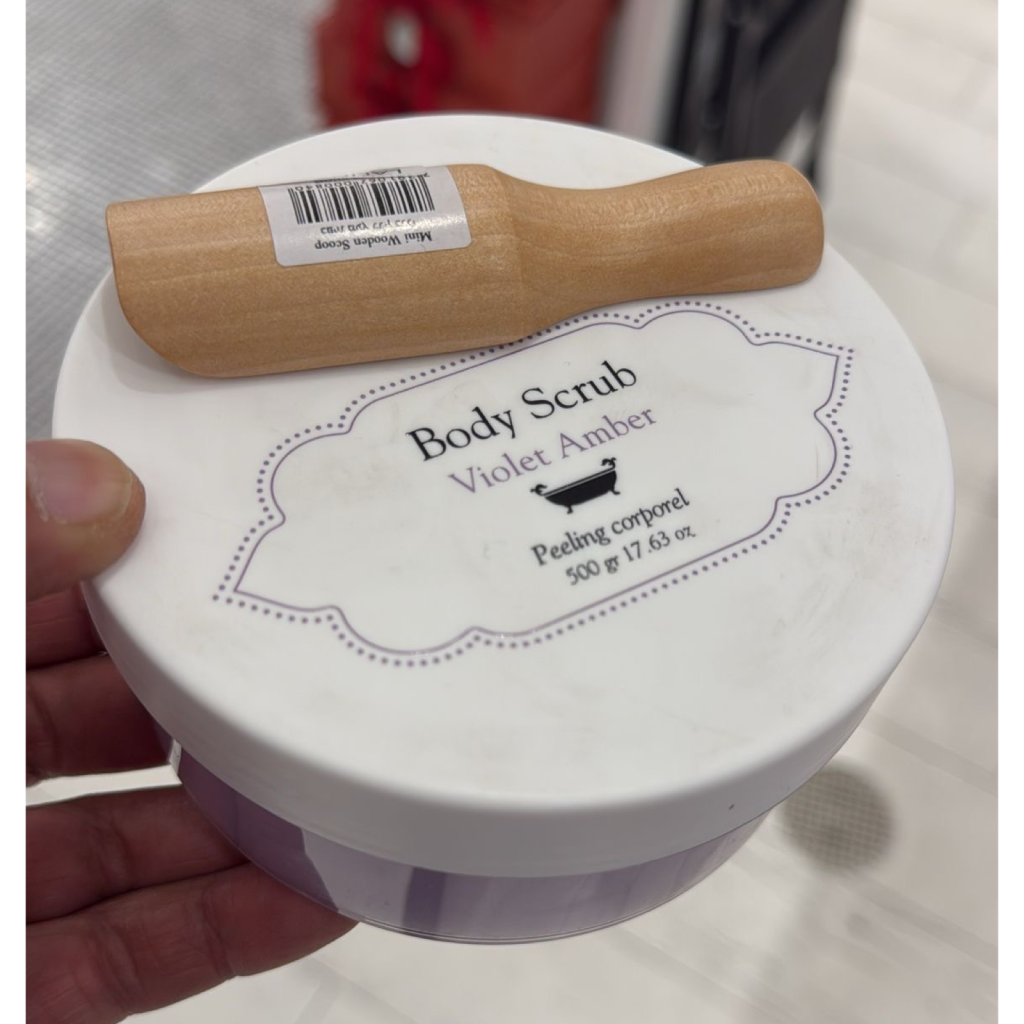 Body Scrub
Violet Amber
Peeling corporel
500 gr 17.63 oz
Mini Wooden Scoop